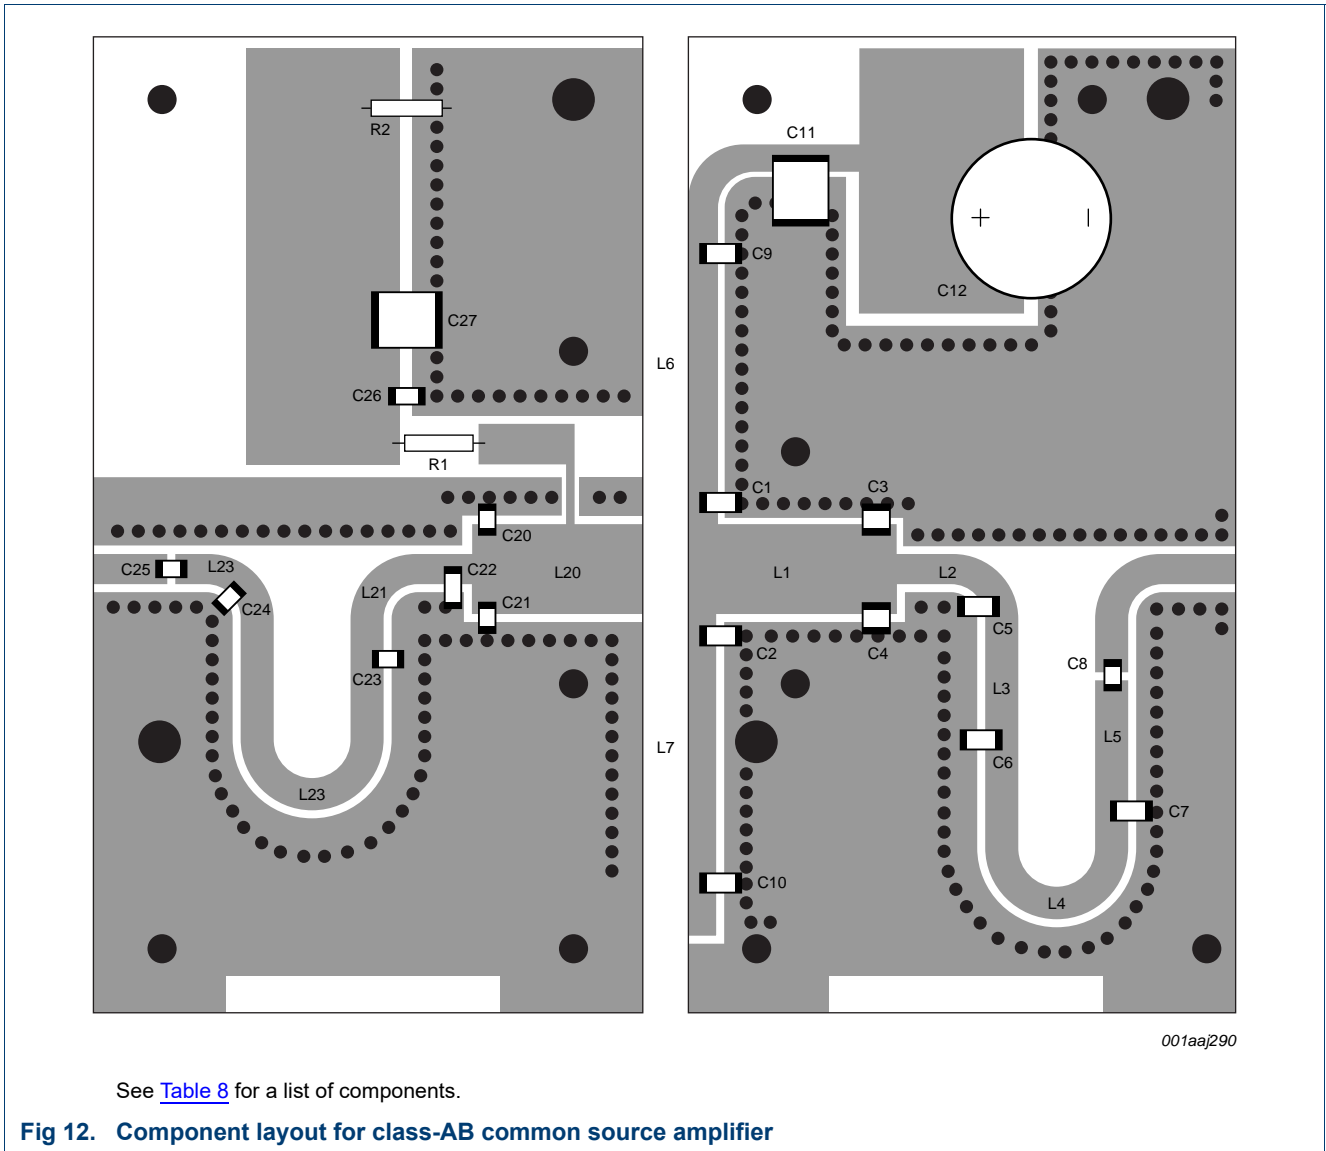 R2
C11
C9
C27
C12
L6
C26
R1
C1
C3
C20
C25
L23
C22
L20
L21
L1
L2
C24
C21
C5
C2
C4
C23
C8
L3
L5
L7
C6
L23
C7
C10
L4
+
|
001aaj290
See Table 8 for a list of components.
Fig 12. Component layout for class-AB common source amplifier